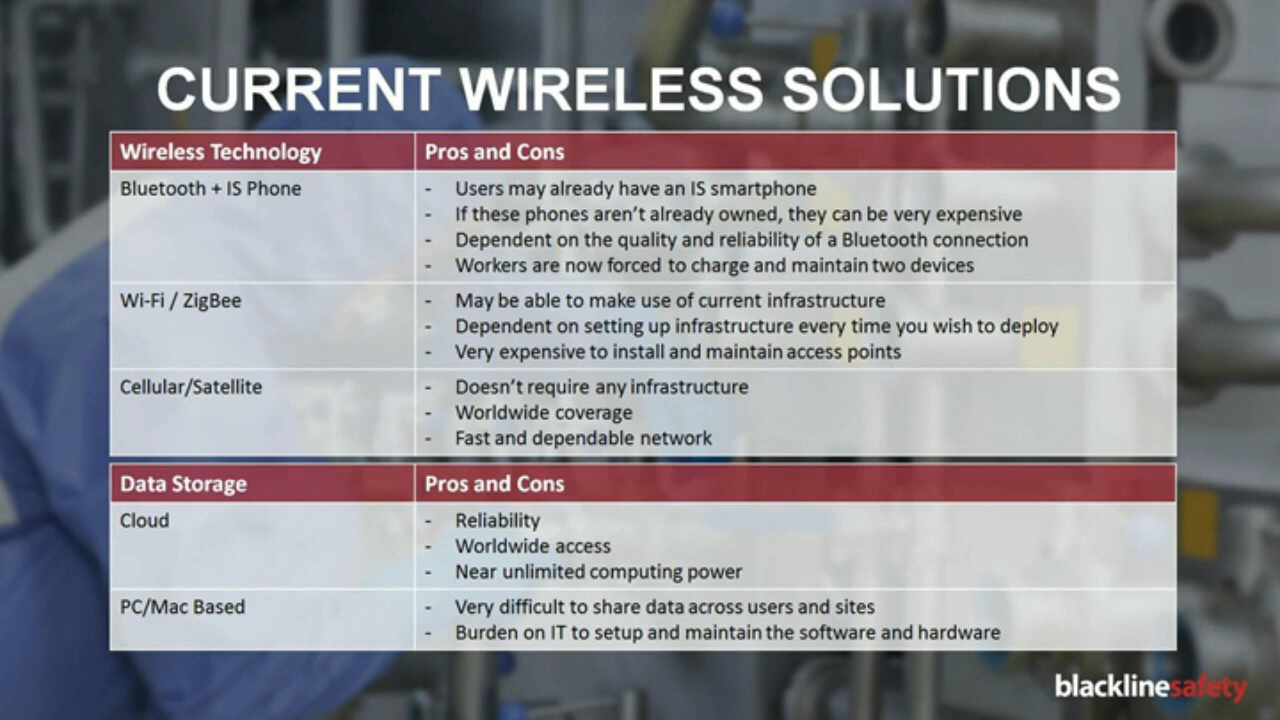 CURRENT WIRELESS SOLUTIONS
Wireless Technology Pros and Cons
Bluetooth + IS Phone - Users may already have an IS smartphone
- If these phones aren't already owned, they can be very expensive
- Dependent on the quality and reliability of a Bluetooth connection
- Workers are now forced to charge and maintain two devices
Wi-Fi / ZigBee - May be able to make use of current infrastructure
- Dependent on setting up infrastructure every time you wish to deploy
- Very expensive to install and maintain access points
Cellular/Satellite - Doesn't require any infrastructure
- Worldwide coverage
- Fast and dependable network
Data Storage Pros and Cons
Cloud - Reliability
- Worldwide access
- Near unlimited computing power
PC/Mac Based - Very difficult to share data across users and sites
- Burden on IT to setup and maintain the software and hardware
blacklinesafety